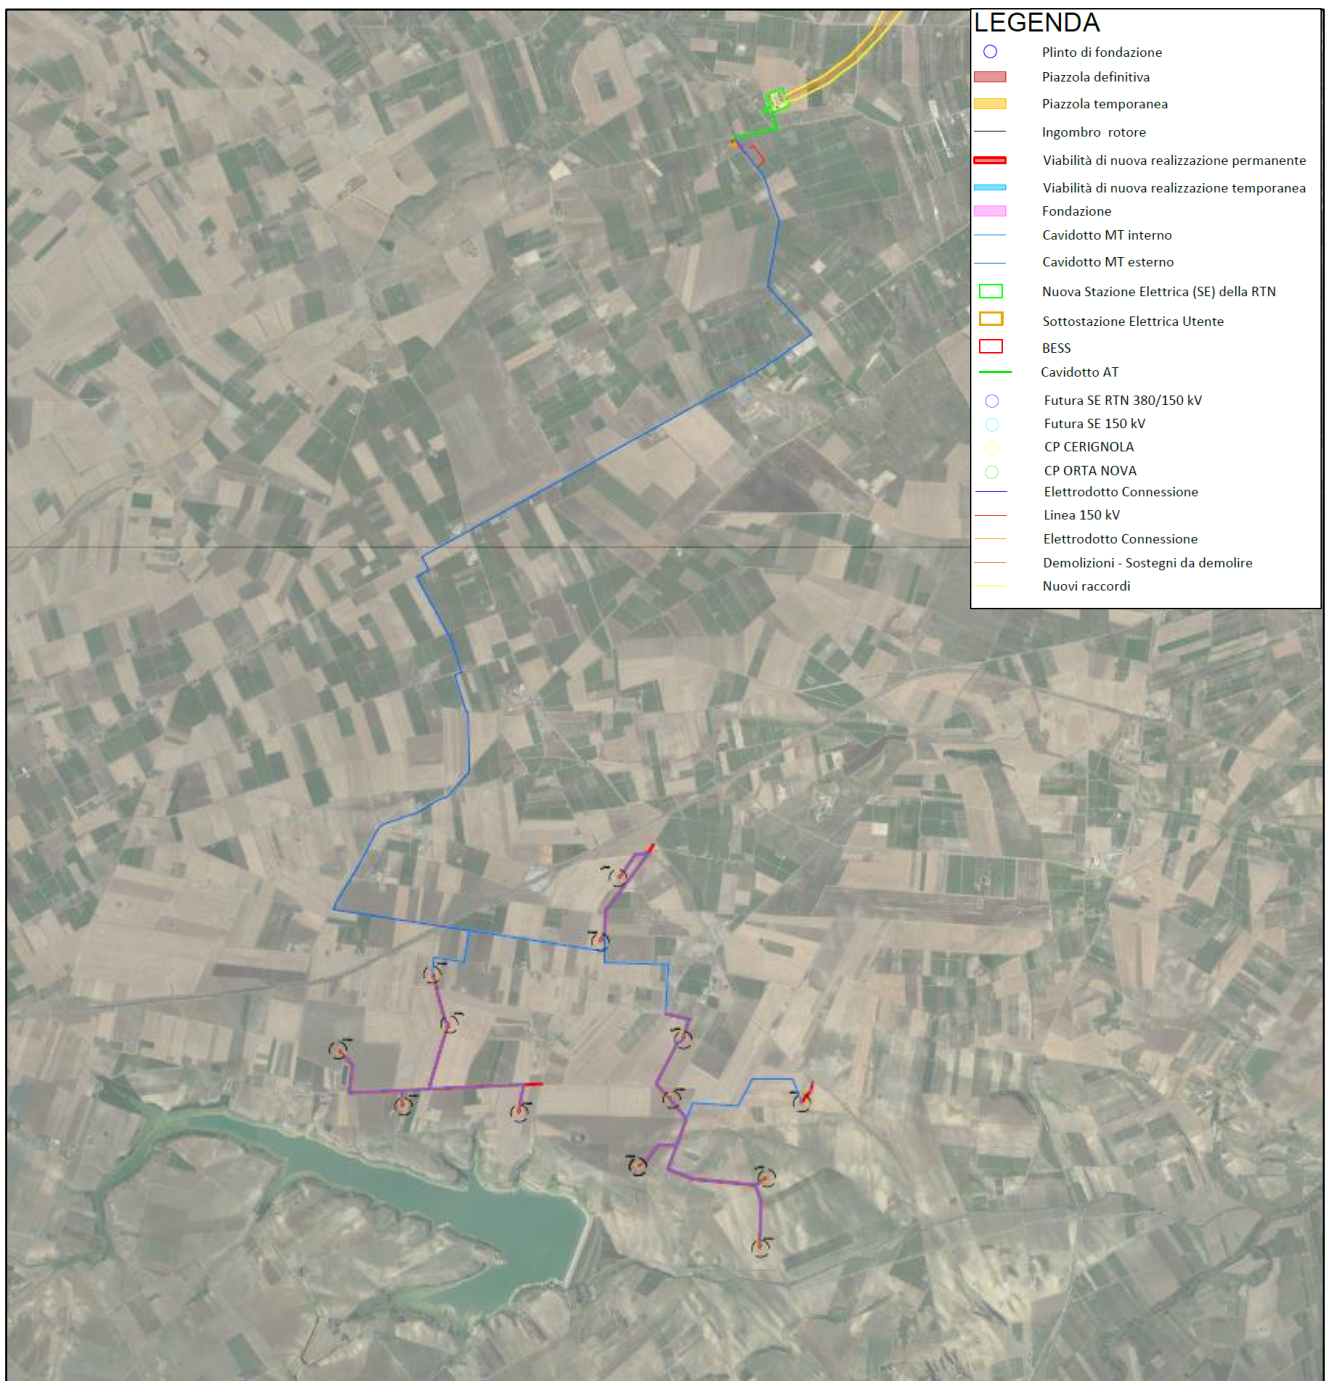 LEGENDA
Plinto di fondazione
Piazzola definitiva
Piazzola temporanea
Ingombro rotore
Viabilità di nuova realizzazione permanente
Viabilità di nuova realizzazione temporanea
Fondazione
Cavidotto MT interno
Cavidotto MT esterno
Nuova Stazione Elettrica (SE) della RTN
Sottostazione Elettrica Utente
BESS
Cavidotto AT
Futura SE RTN 380/150 kV
Futura SE 150 kV
CP CERIGNOLA
CP ORTA NOVA
Elettrodotto Connessione
Linea 150 kV
Elettrodotto Connessione
Demolizioni - Sostegni da demolire
Nuovi raccordi